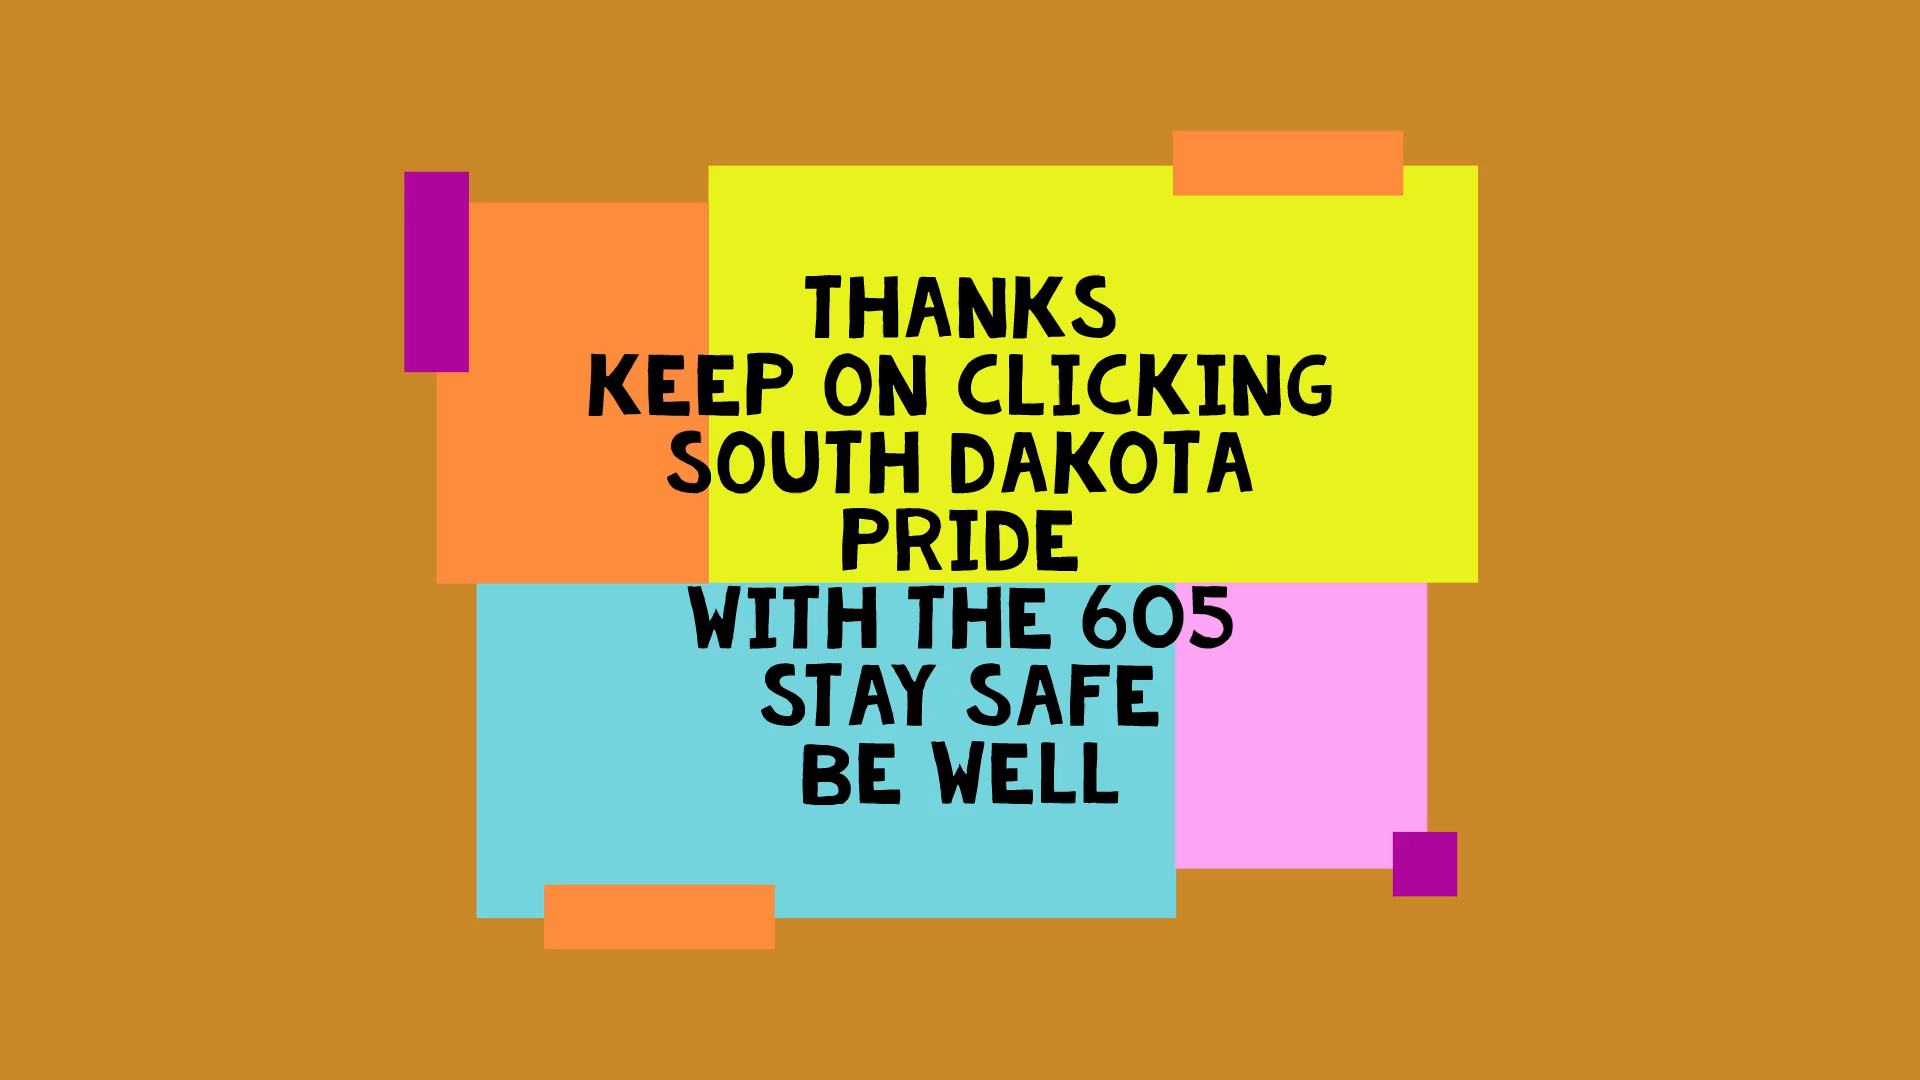 THANKS
KEEP ON CLICKING
SOUTH DAKOTA
PRIDE
WITH THE 605
STAY SAFE
BE WELL